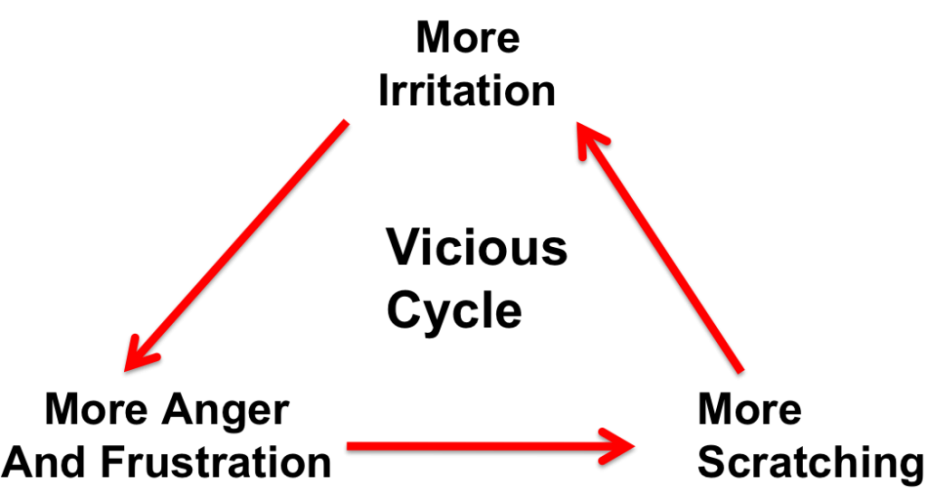 More
Irritation
Vicious
Cycle
More Anger
And Frustration
More
Scratching